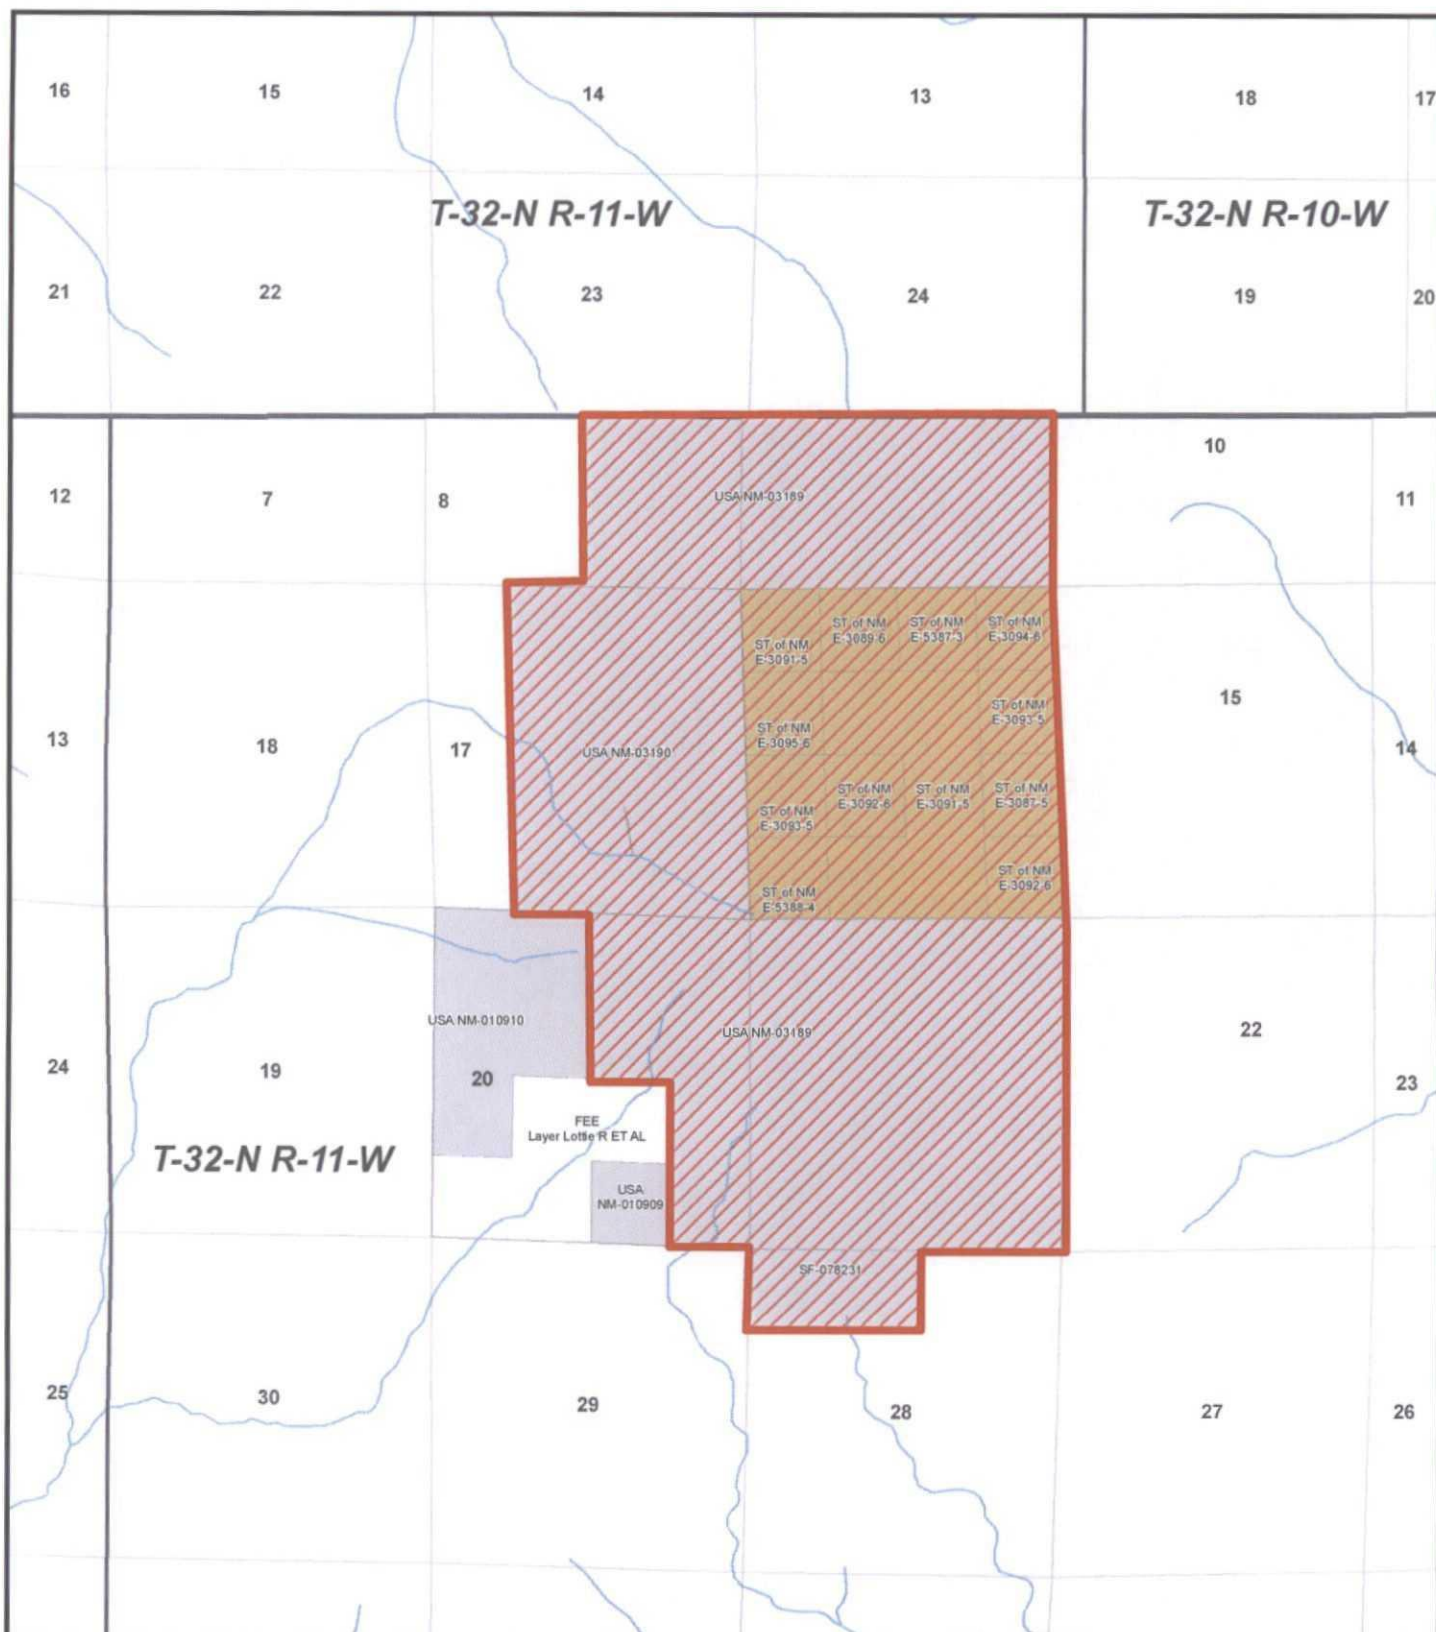 16
15
14
13
18
17
T-32-N R-11-W
T-32-N R-10-W
21
22
23
24
19
20
10
12
7
8
USA NM-03189
11
ST of NM
E-3089-6
ST of NM
E-5387-3
ST of NM
E-3094-6
ST of NM
E-3091-5
ST of NM
E-3093-5
15
13
18
17
USA NM-03190
ST of NM
E-3095-6
14
ST of NM
E-3092-6
ST of NM
E-3091-5
ST of NM
E-3087-5
ST of NM
E-3093-5
ST of NM
E-3092-6
ST of NM
E-5388-4
USA NM-010910
USA NM-03189
22
24
19
20
23
FEE
Layer Lottie R ET AL
T-32-N R-11-W
USA
NM-010909
SF-078231
25
30
29
28
27
26